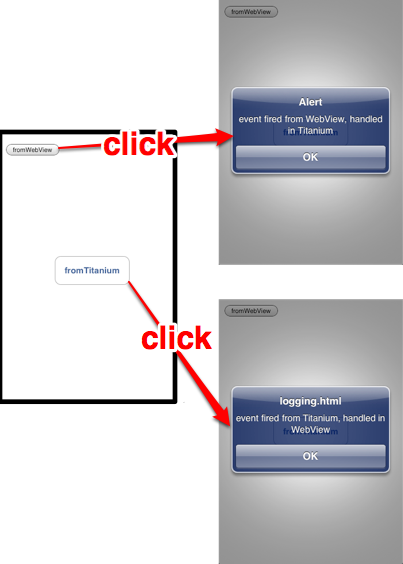 fromWebView
Alert
event fired from WebView, handled
in Titanium
OK
fromWebView
click
fromTitanium
click
fromWebView
logging.html
event fired from Titanium, handled in
WebView
OK